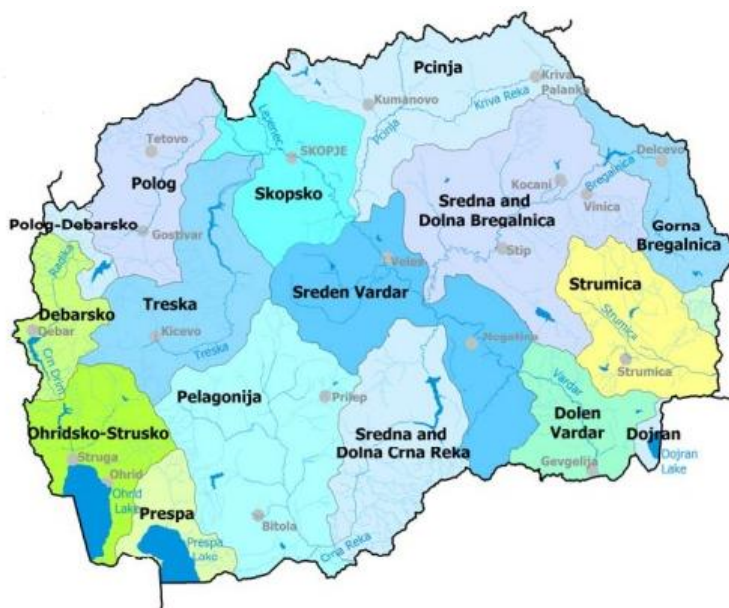 Pcinja
Kriva
Palanka
Kumanovo
Kriva Reka
Pcinja
Lepenec
Tetovo
SKOPJE
Delcevo
Polog
Skopsko
Sredna and
Dolna Bregalnica
Kocani
Bregalnica
Vinica
Polog-Debarsko
Gostivar
Gorna
Bregalnica
Stip
Radika
Veles
Debarsko
Treska
Sreden Vardar
Strumica
Debar
Kicevo
Treska
Negotino
Strumica
Crn Drim
Strumica
Vardar
Pelagonija
Prilep
Dolen
Vardar
Ohridsko-Strusko
Sredna and
Dolna Crna Reka
Dojran
Struga
Gevgelija
Dojran
Lake
Ohrid
Ohrid
Lake
Prespa
Bitola
Prespa
Lake
Crna Reka